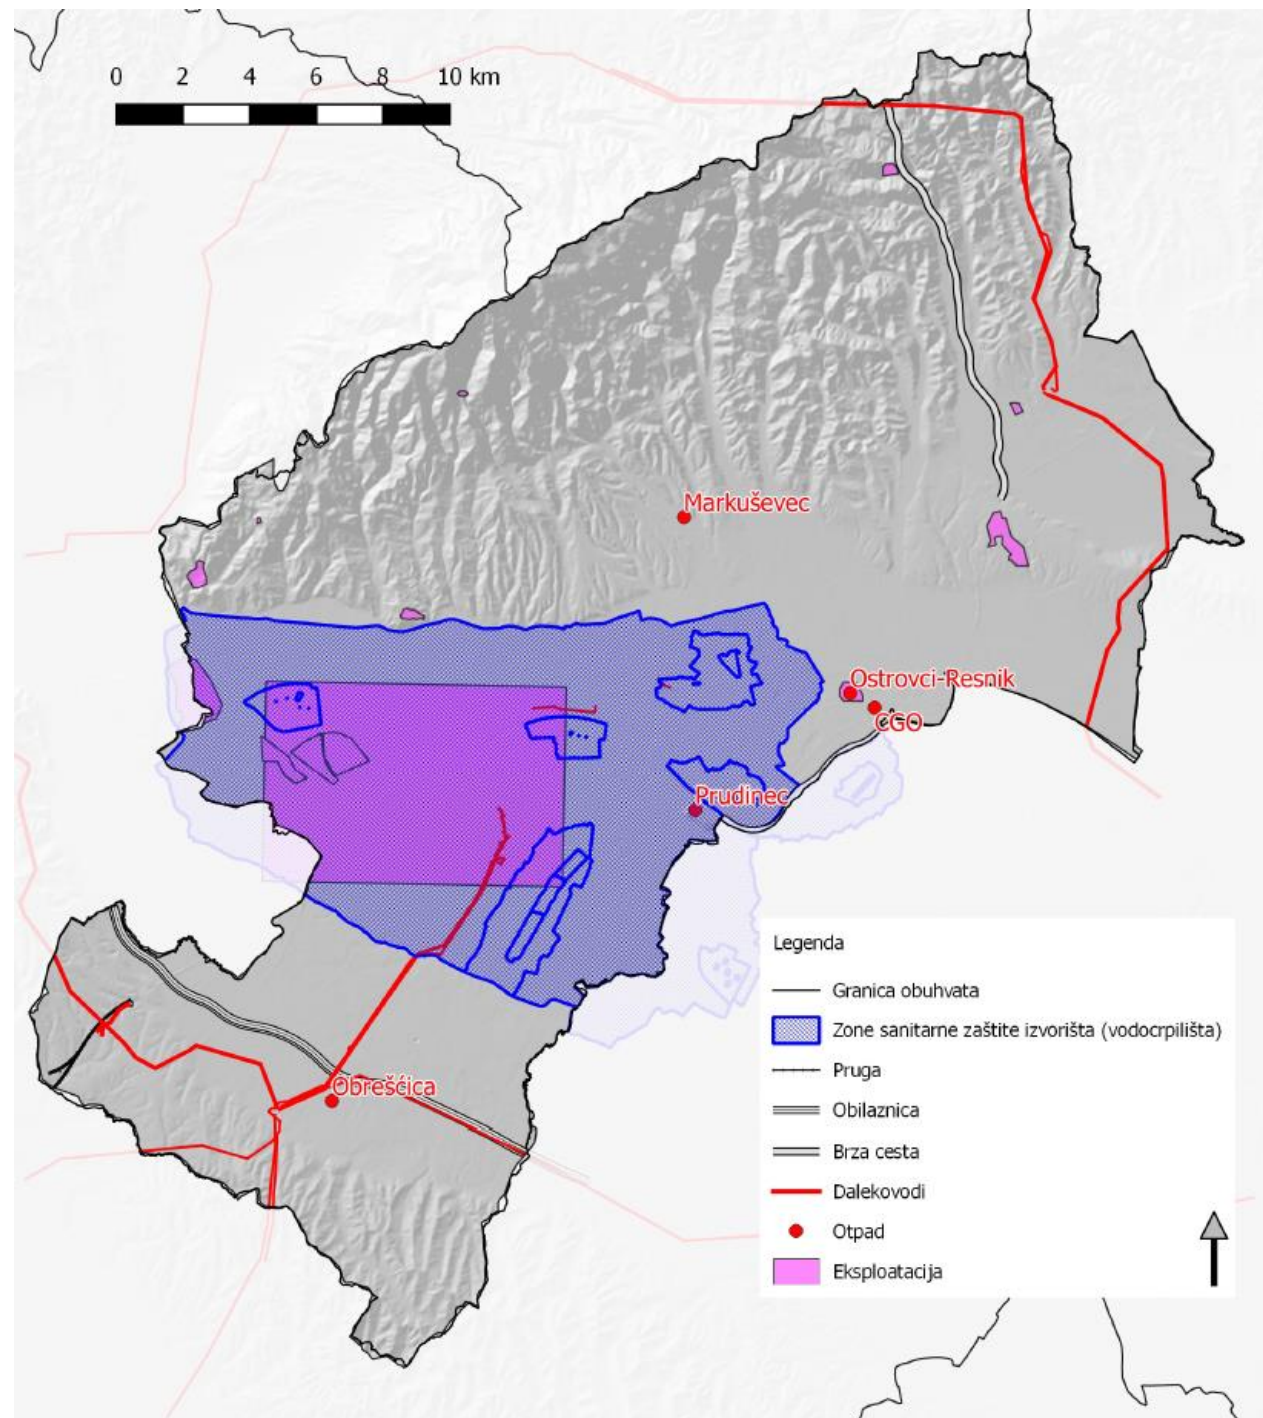 0 2 4 6 8 10 km
Markuševec
Ostrovci-Resnik
CGO
Prudinec
Obrešćica
Legenda
Granica obuhvata
Zone sanitarne zaštite izvorišta (vodocrpilišta)
Pruga
Obilaznica
Brza cesta
Dalekovodi
Otpad
Eksploatacija